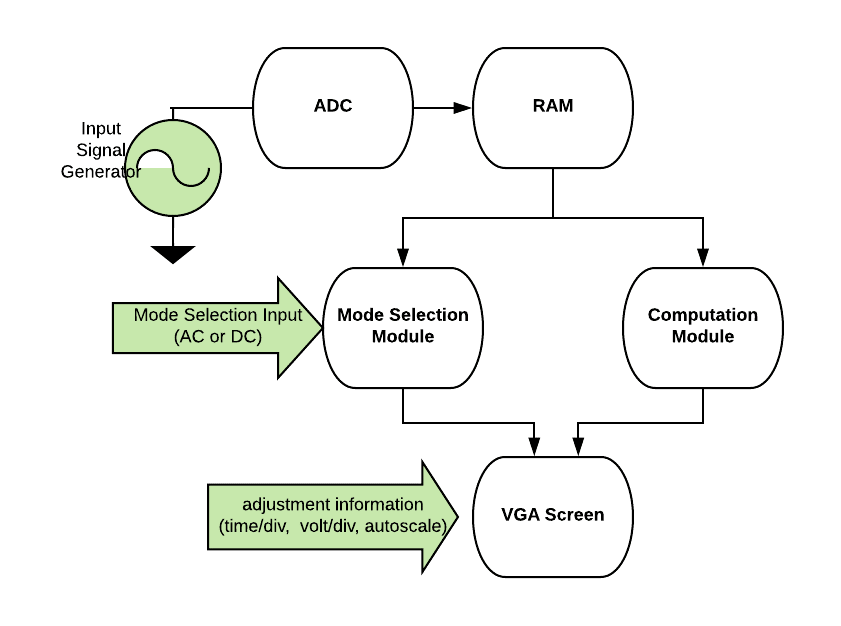 ADC
RAM
Input
Signal
Generator
Mode Selection Input
(AC or DC)
Mode Selection
Module
Computation
Module
adjustment information
(time/div,  volt/div, autoscale)
VGA Screen